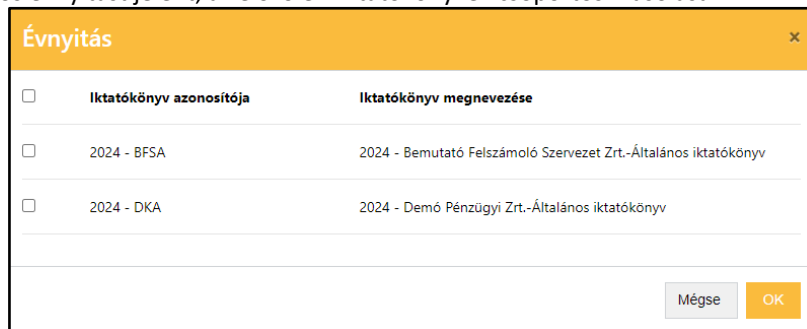 Évnyitás ×
Iktatókönyv azonosítója Iktatókönyv megnevezése
2024 - BFSA 2024 - Bemutató Felszámoló Szervezet Zrt.-Általános iktatókönyv
2024 - DKA 2024 - Demó Pénzügyi Zrt.-Általános iktatókönyv
Mégse OK